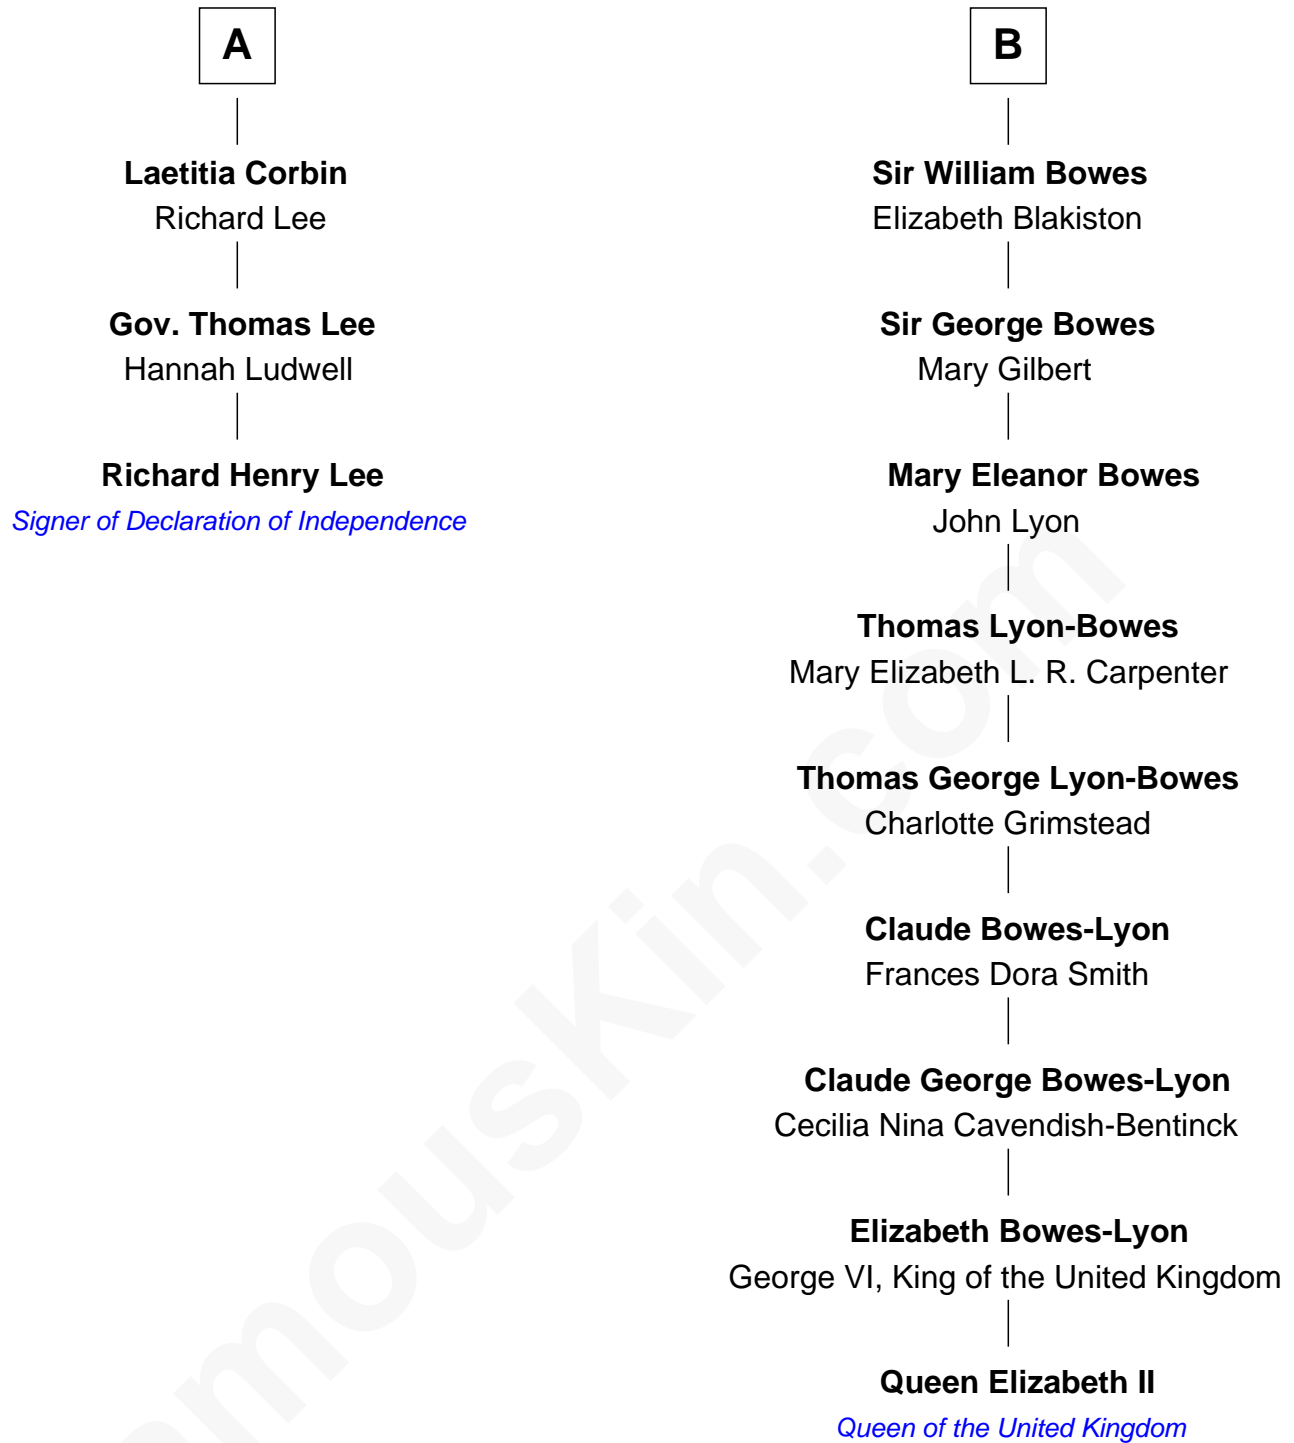 A
Laetitia Corbin
Richard Lee
Gov. Thomas Lee
Hannah Ludwell
Richard Henry Lee
Signer of Declaration of Independence
B
Sir William Bowes
Elizabeth Blakiston
Sir George Bowes
Mary Gilbert
Mary Eleanor Bowes
John Lyon
Thomas Lyon-Bowes
Mary Elizabeth L. R. Carpenter
Thomas George Lyon-Bowes
Charlotte Grimstead
Claude Bowes-Lyon
Frances Dora Smith
Claude George Bowes-Lyon
Cecilia Nina Cavendish-Bentinck
Elizabeth Bowes-Lyon
George VI, King of the United Kingdom
Queen Elizabeth II
Queen of the United Kingdom
amousKin.com